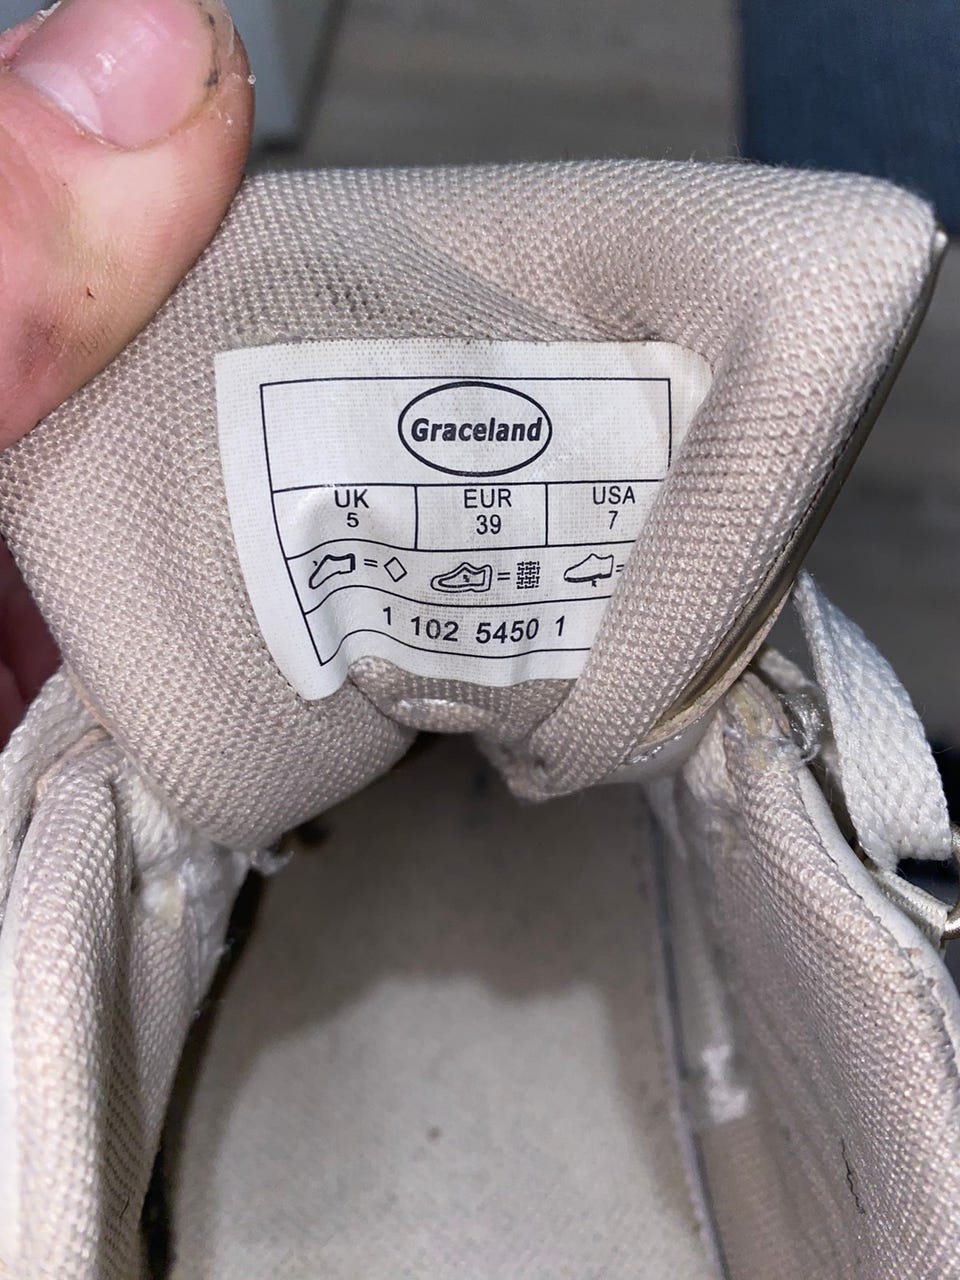 Graceland
UK EUR USA
5 39 7
= = =
1 102 5450 1